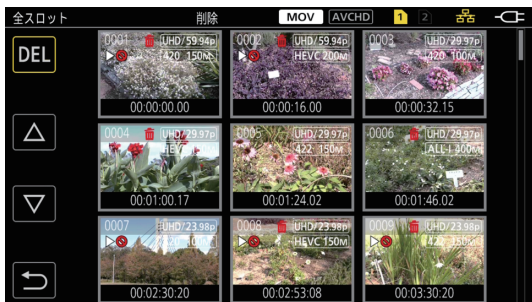 全スロット 削除 MOV AVCHD 1 2
DEL
0001 UHD/59.94p
420 150M
00:00:00.00
0002 UHD/59.94p
HEVC 200M
00:00:16.00
0003 UHD/29.97p
420 100M
00:00:32.15
0004 UHD/29.97p
HEVC
00:01:00.17
0005 UHD/29.97p
422 150M
00:01:24.02
0006 UHD/29.97p
ALL-I 400M
00:01:46.02
0007 UHD/23.98p
420 100M
00:02:30:20
0008 UHD/23.98p
HEVC 150M
00:02:53:08
0009 UHD/23.98p
422 150M
00:03:30:20